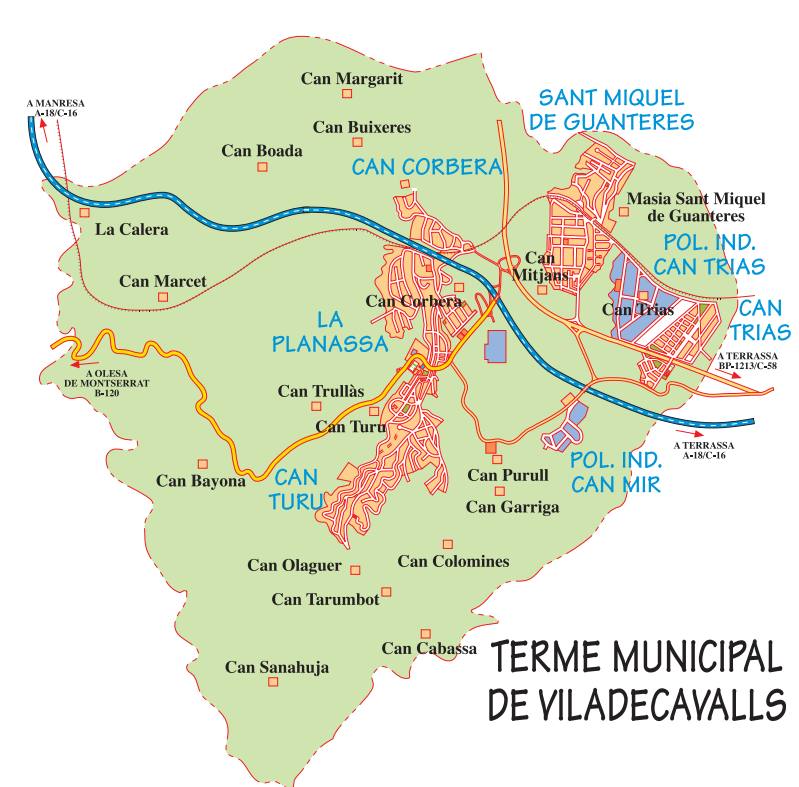 Can Margarit
A MANRESA
A-18/C-16
SANT MIQUEL
DE GUANTERES
Can Buixeres
Can Boada
CAN CORBERA
Masia Sant Miquel
de Guanteres
La Calera
POL. IND.
CAN TRIAS
Can
Mitjans
Can Marcet
Can Corbera
Can Trias
CAN
TRIAS
LA
PLANASSA
A TERRASSA
BP-1213/C-58
A OLESA
DE MONTSERRAT
B-120
Can Trullàs
Can Turu
A TERRASSA
A-18/C-16
POL. IND.
CAN MIR
Can Bayona
CAN
TURU
Can Purull
Can Garriga
Can Olaguer
Can Colomines
Can Tarumbot
Can Cabassa
Can Sanahuja
TERME MUNICIPAL
DE VILADECAVALLS